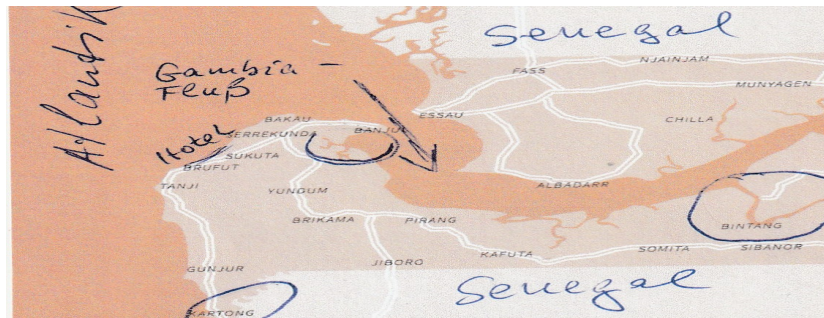 Senegal
Atlantik
Gambia -
Fluß
FASS
NJAINJAM
MUNYAGEN
BAKAU
BANJUL
ESSAU
CHILLA
Hotel
SERREKUNDA
SUKUTA
BRUFUT
TANJI
YUNDUM
ALBADARR
BRIKAMA
PIRANG
BINTANG
KAFUTA
SOMITA
SIBANOR
JIBORO
GUNJUR
Senegal
KARTONG